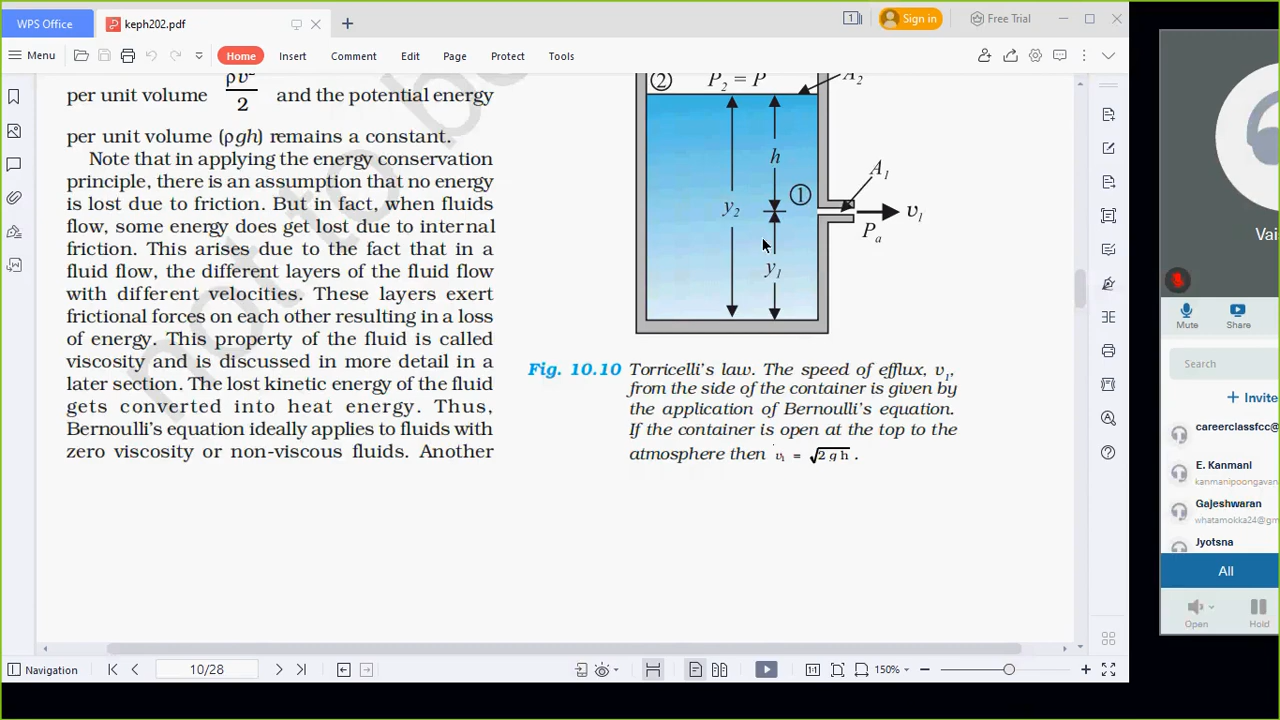 WPS Office
keph202.pdf
Sign in
Free Trial
Menu
Home
Insert
Comment
Edit
Page
Protect
Tools
ρv²
per unit volume and the potential energy
2
per unit volume (ρgh) remains a constant.
Note that in applying the energy conservation
principle, there is an assumption that no energy
is lost due to friction. But in fact, when fluids
flow, some energy does get lost due to internal
friction. This arises due to the fact that in a
fluid flow, the different layers of the fluid flow
with different velocities. These layers exert
frictional forces on each other resulting in a loss
of energy. This property of the fluid is called
viscosity and is discussed in more detail in a
later section. The lost kinetic energy of the fluid
gets converted into heat energy. Thus,
Bernoulli's equation ideally applies to fluids with
zero viscosity or non-viscous fluids. Another
not to be
② P₂ = P A₂
h
① A₁
y₂
v₁
Pₐ
y₁
Fig. 10.10 Torricelli's law. The speed of efflux, v₁,
from the side of the container is given by
the application of Bernoulli's equation.
If the container is open at the top to the
atmosphere then v₁ = √2 g h .
Vais
Mute
Share
Search
+ Invite
careerclassfcc@
E. Kanmani
kanmanipoongavan
Gajeshwaran
whatamokka24@gm
Jyotsna
All
Open
Hold
Navigation
10/28
150%